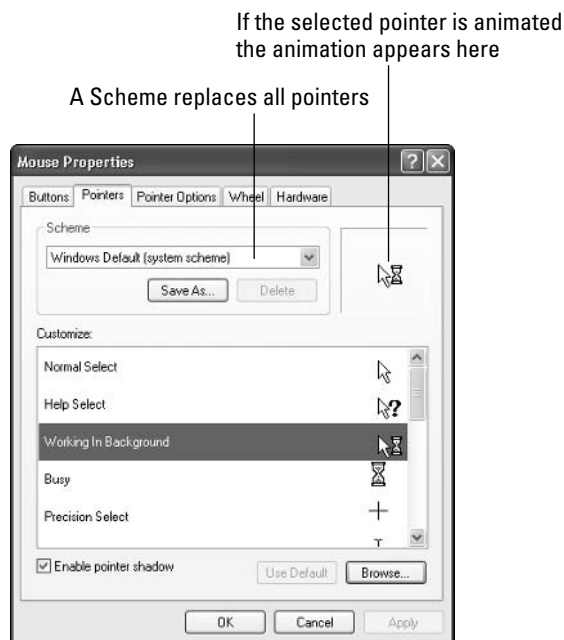 If the selected pointer is animated
the animation appears here
A Scheme replaces all pointers
Mouse Properties
Buttons Pointers Pointer Options Wheel Hardware
Scheme
Windows Default (system scheme)
Save As... Delete
Customize:
Normal Select
Help Select
Working In Background
Busy
Precision Select
Enable pointer shadow
Use Default Browse...
OK Cancel Apply